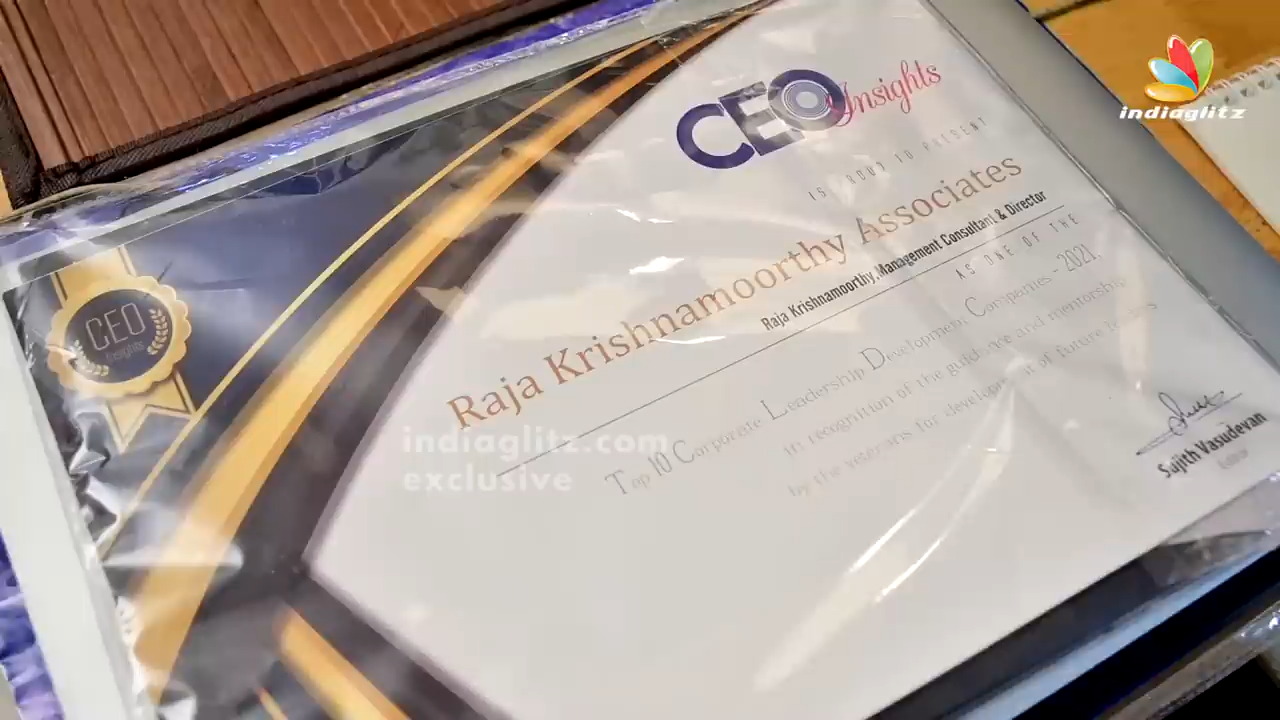 indiaglitz
CEO Insights
IS PROUD TO PRESENT
Raja Krishnamoorthy Associates
Raja Krishnamoorthy, Management Consultant & Director
AS ONE OF THE
Top 10 Corporate Leadership Development Companies - 2021,
in recognition of the guidance and mentorship
by the veterans for development of future leaders
CEO
Insights
Sujith Vasudevan
Editor
indiaglitz.com
exclusive